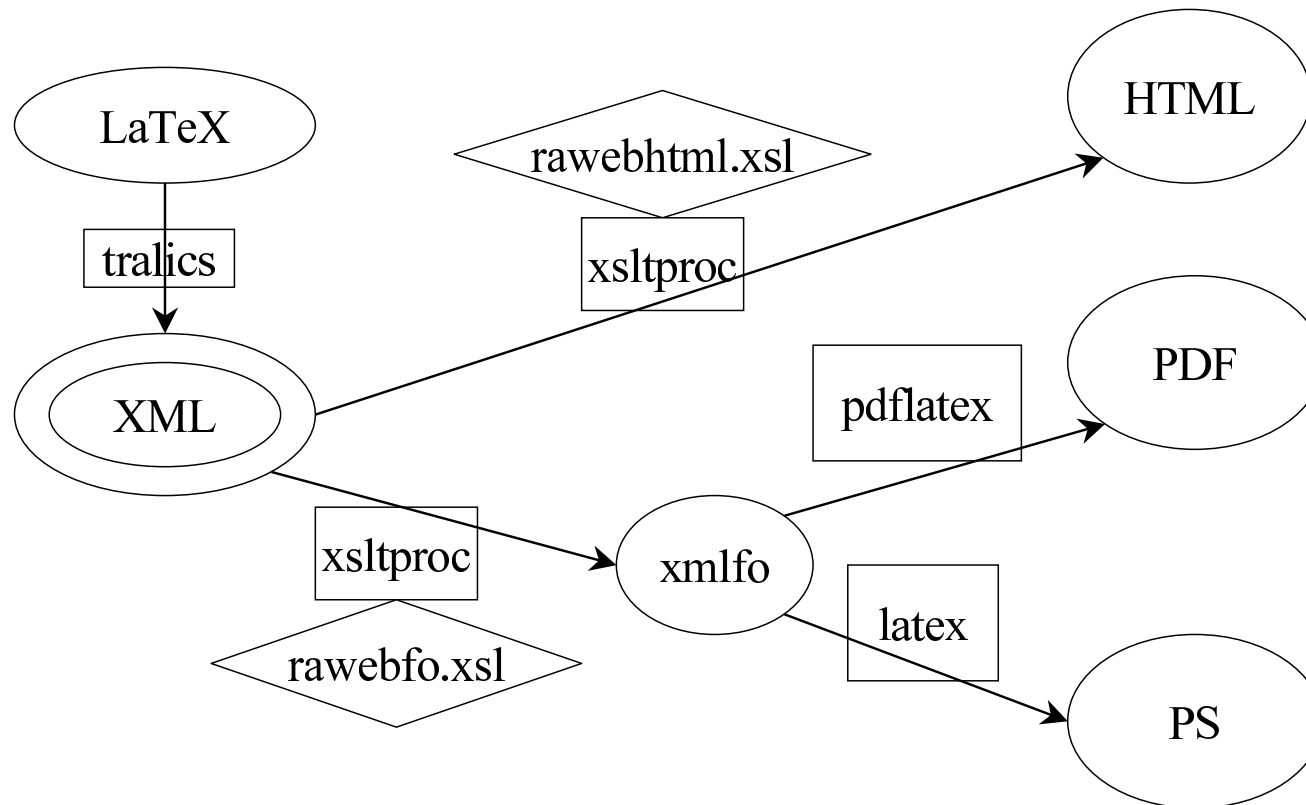 LaTeX
HTML
rawebhtml.xsl
tralics
xsltproc
XML
PDF
pdflatex
xsltproc
xmlfo
rawebfo.xsl
latex
PS